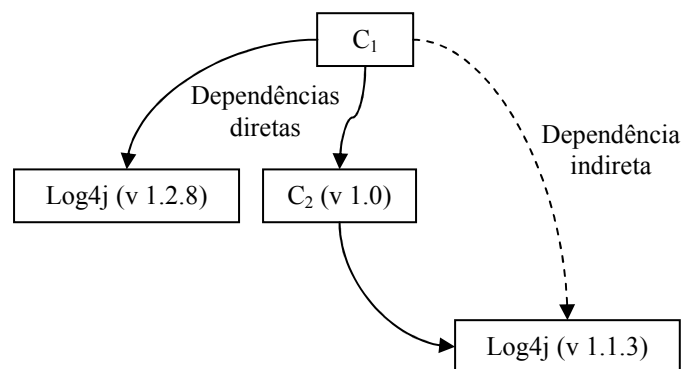 C₁
Dependências
diretas
Dependência
indireta
Log4j (v 1.2.8)
C₂ (v 1.0)
Log4j (v 1.1.3)